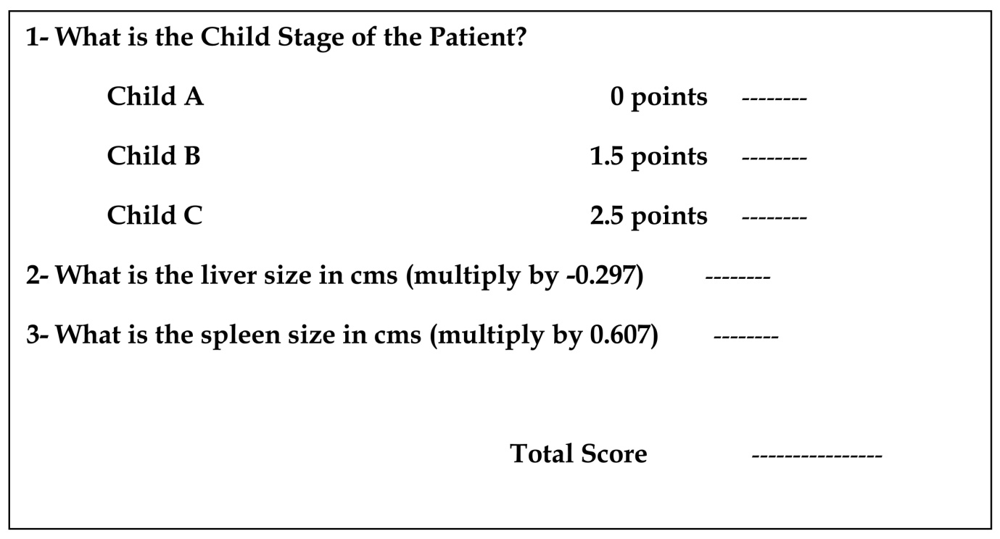 1- What is the Child Stage of the Patient?
Child A 0 points --------
Child B 1.5 points --------
Child C 2.5 points --------
2- What is the liver size in cms (multiply by -0.297) --------
3- What is the spleen size in cms (multiply by 0.607) --------
Total Score ----------------